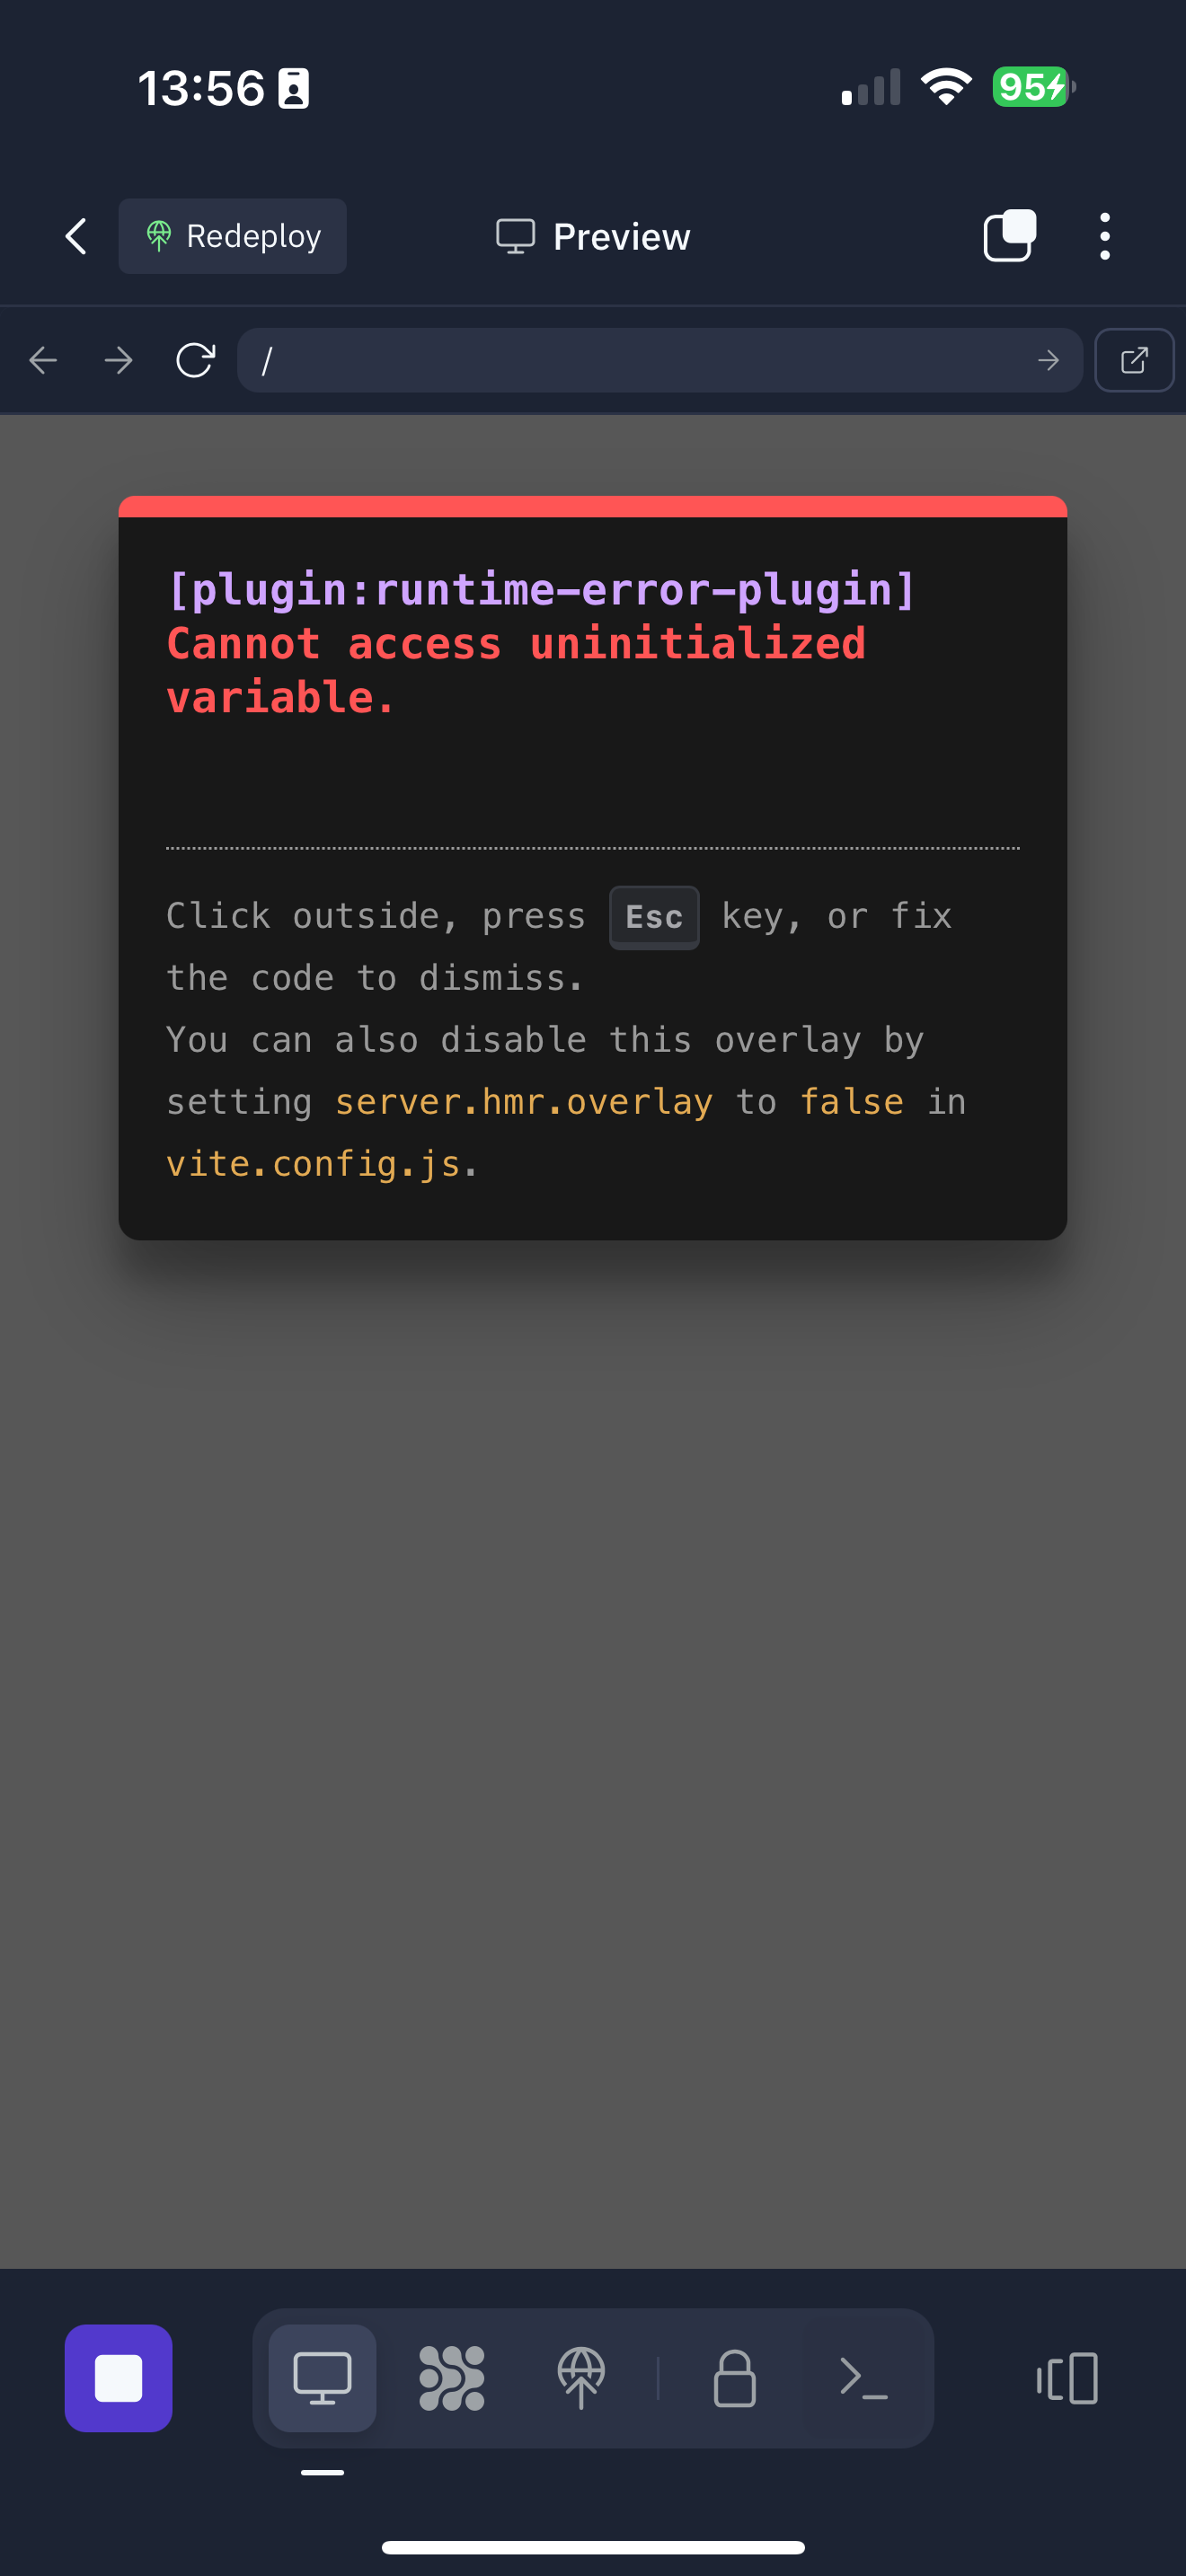 13:56
95
Redeploy
Preview
/
[plugin:runtime-error-plugin]
Cannot access uninitialized
variable.
Click outside, press Esc key, or fix
the code to dismiss.
You can also disable this overlay by
setting server.hmr.overlay to false in
vite.config.js.